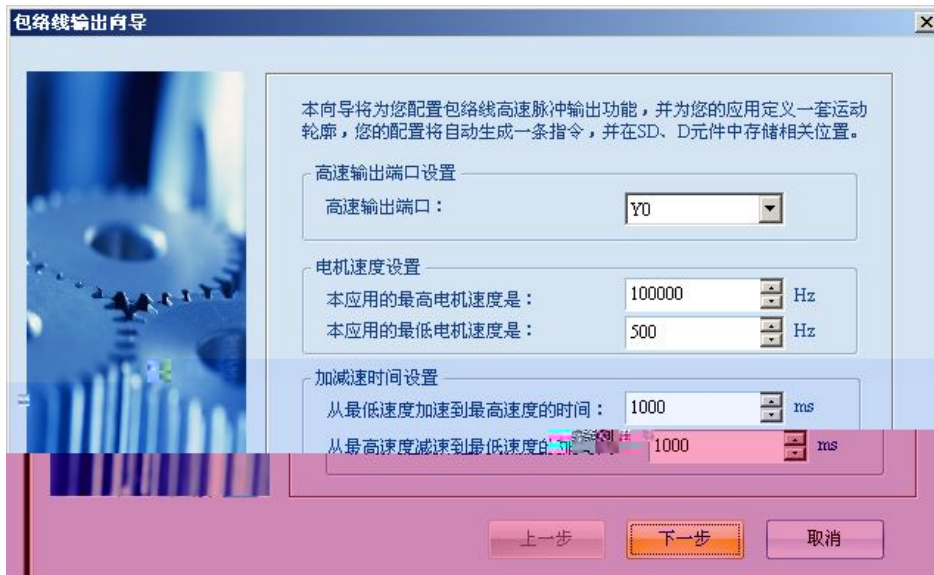 包络线输出向导
本向导将为您配置包络线高速脉冲输出功能，并为您的应用定义一套运动
轮廓，您的配置将自动生成一条指令，并在SD、D元件中存储相关位置。
高速输出端口设置
高速输出端口： Y0
电机速度设置
本应用的最高电机速度是： 100000 Hz
本应用的最低电机速度是： 500 Hz
加减速时间设置
从最低速度加速到最高速度的时间： 1000 ms
从最高速度减速到最低速度的 1000 ms
上一步 下一步 取消